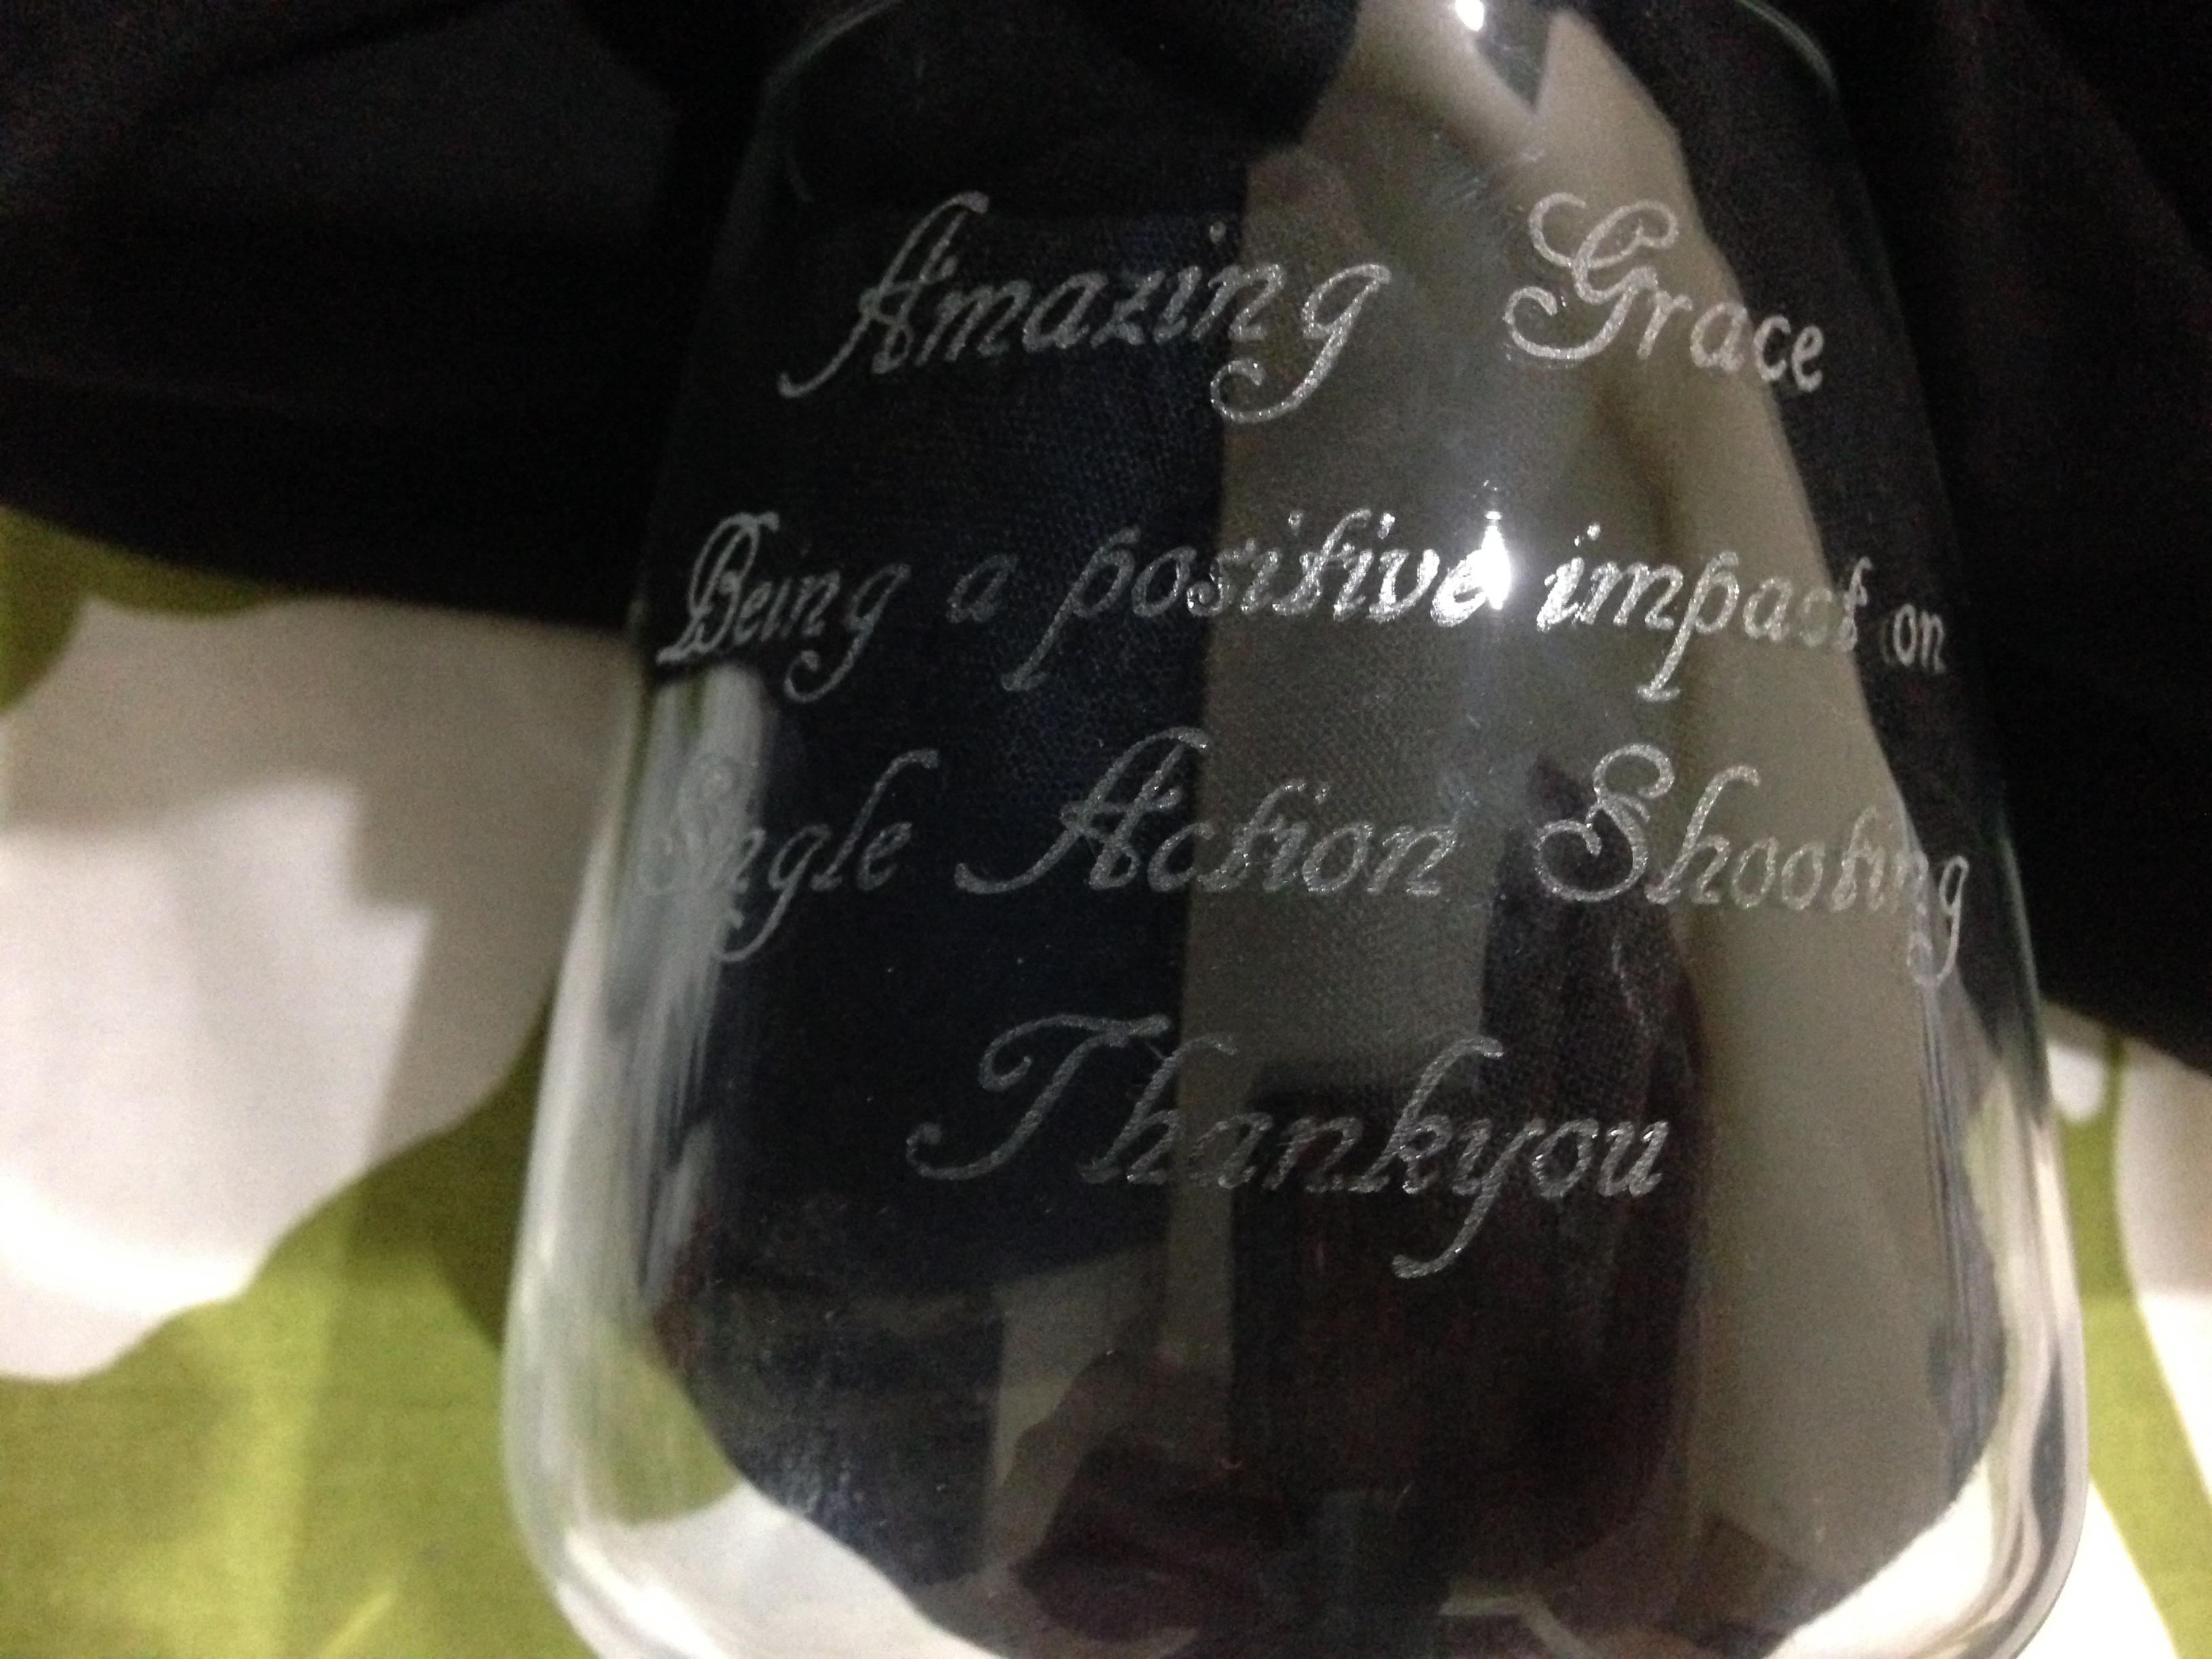 Amazing Grace
Being a positive impact on
Single Action Shooting
Thankyou